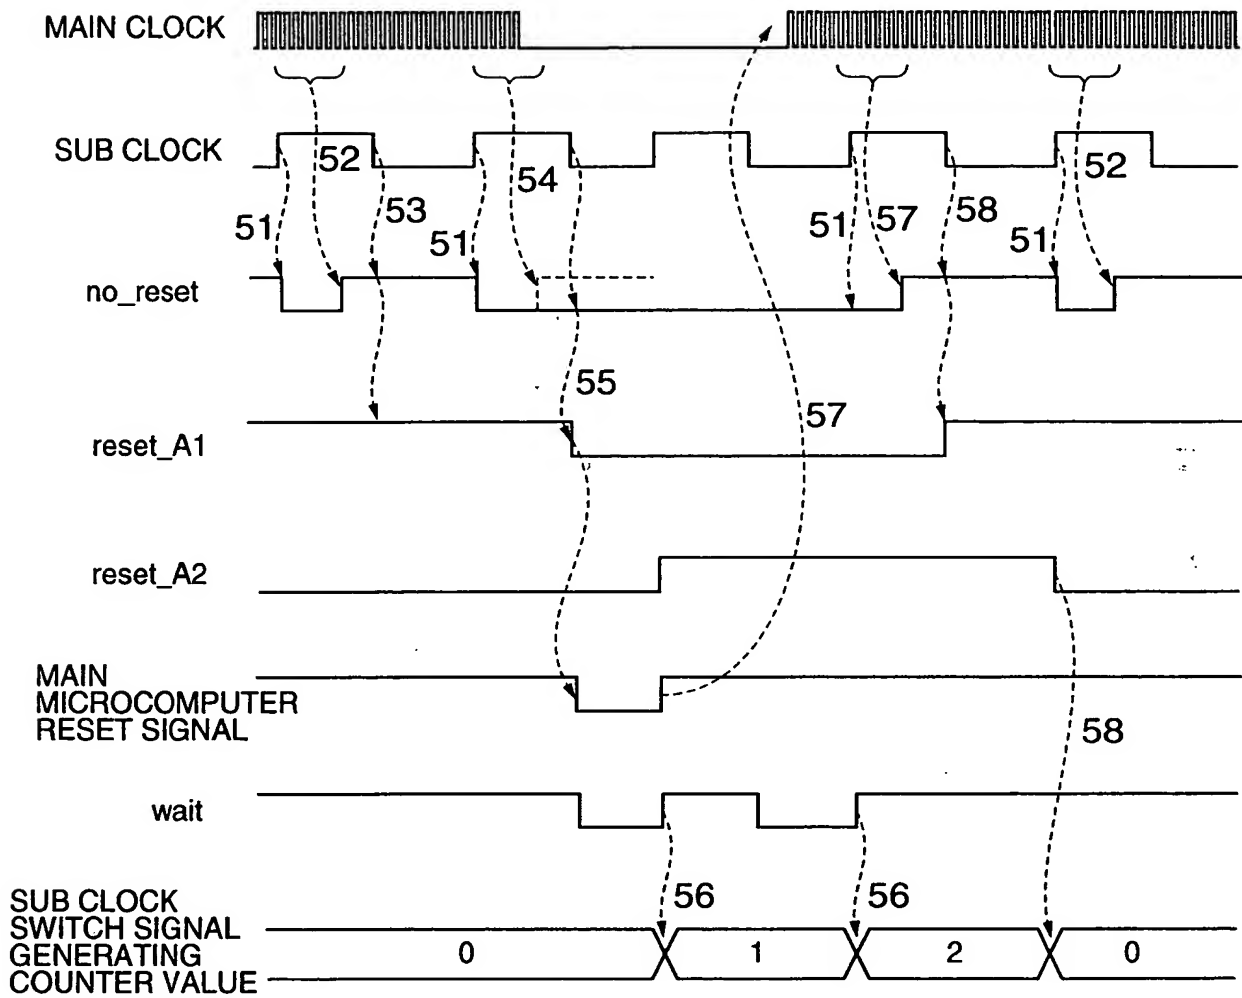 MAIN CLOCK
SUB CLOCK
52
54
52
51
53
51
51
57
58
51
no_reset
55
57
reset_A1
reset_A2
MAIN
MICROCOMPUTER
RESET SIGNAL
58
wait
56
56
SUB CLOCK
SWITCH SIGNAL
GENERATING
COUNTER VALUE
0
1
2
0